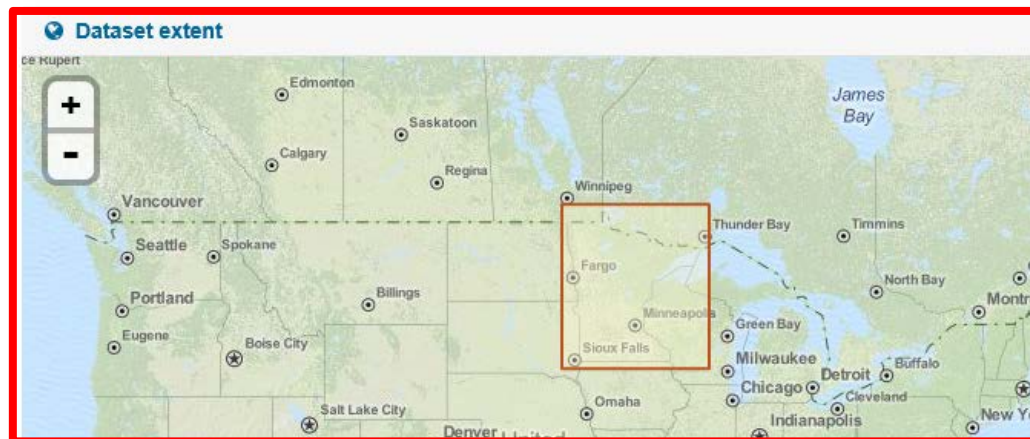 Dataset extent
ce Rupert
+
-
Edmonton
Saskatoon
Calgary
Regina
James
Bay
Winnipeg
Vancouver
Thunder Bay
Timmins
Seattle
Spokane
Fargo
North Bay
Portland
Billings
Montr
Minneapolis
Eugene
Green Bay
Boise City
Sioux Falls
Milwaukee
Detroit
Buffalo
Chicago
Cleveland
Salt Lake City
Omaha
Indianapolis
New Yo
Denver
United